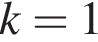 k = 1